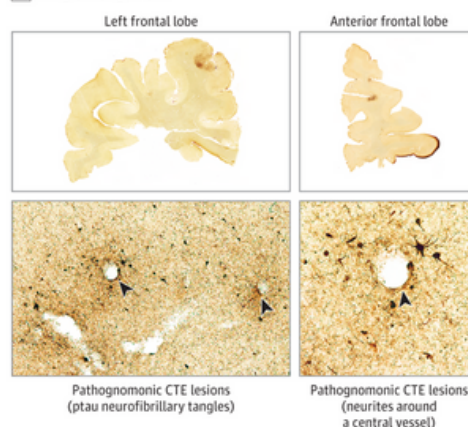 Left frontal lobe
Anterior frontal lobe
Pathognomonic CTE lesions
(ptau neurofibrillary tangles)
Pathognomonic CTE lesions
(neurites around
a central vessel)